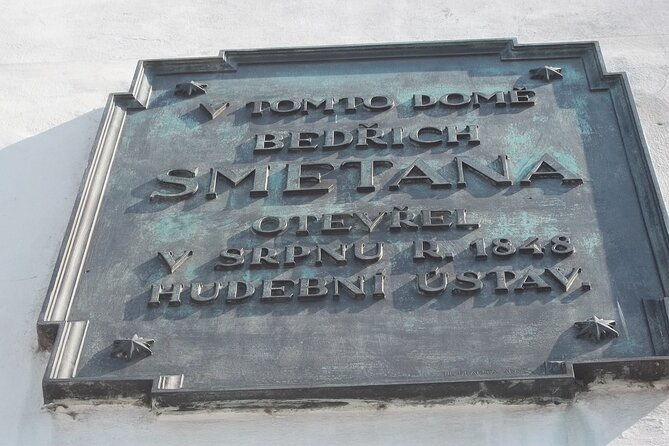 V TOMTO DOMĚ
BEDŘICH
SMETANA
OTEVŘEL
V SRPNU R. 1848
HUDEBNÍ ÚSTAV.